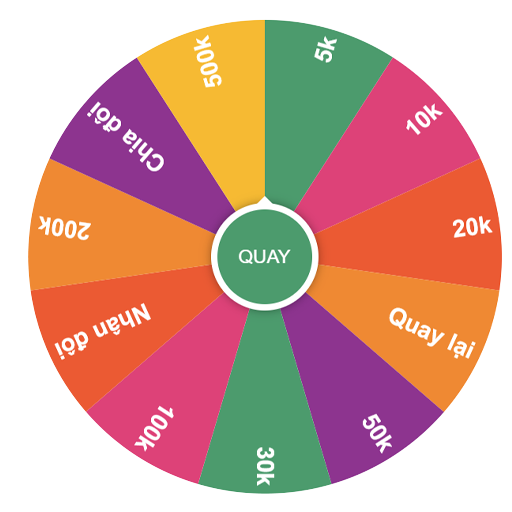 5k
10k
20k
Quay lại
50k
30k
100k
Nhân đôi
200k
Chia đôi
500k
QUAY